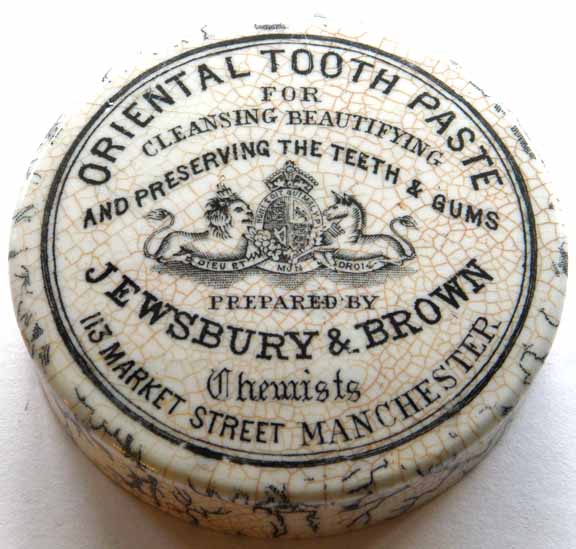 ORIENTAL TOOTH PASTE
FOR
CLEANSING BEAUTIFYING
AND PRESERVING THE TEETH & GUMS
DIEU ET MON DROIT
PREPARED BY
JEWSBURY & BROWN
Chemists
113 MARKET STREET MANCHESTER